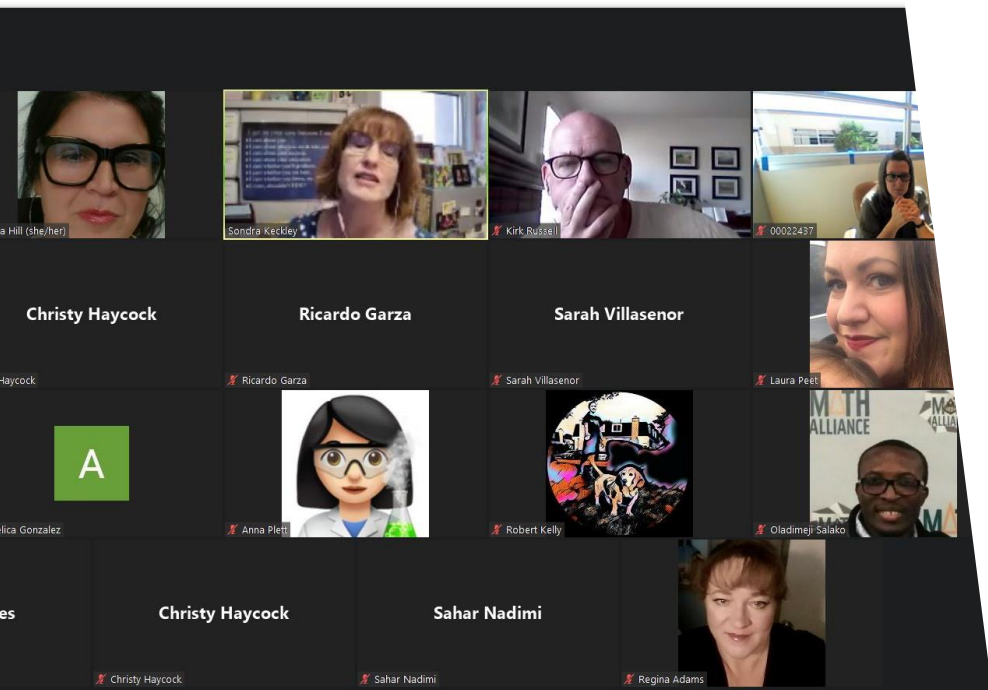 a Hill (she/her)
Sondra Keckley
Kirk Russell
00022437
Christy Haycock
Ricardo Garza
Sarah Villasenor
Haycock
Ricardo Garza
Sarah Villasenor
Laura Peet
A
MATH
ALLIANCE
elica Gonzalez
Anna Plett
Robert Kelly
Oladimeji Salako
es
Christy Haycock
Sahar Nadimi
Christy Haycock
Sahar Nadimi
Regina Adams